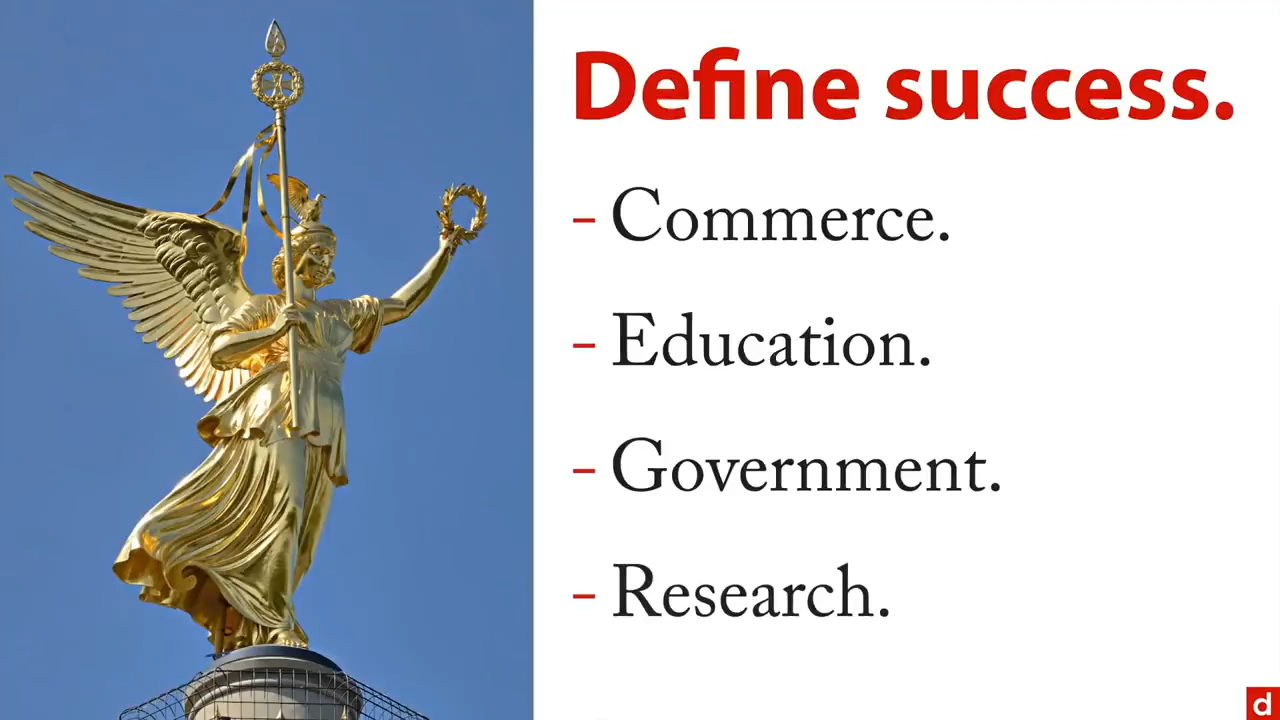 Define success.
- Commerce.
- Education.
- Government.
- Research.
d